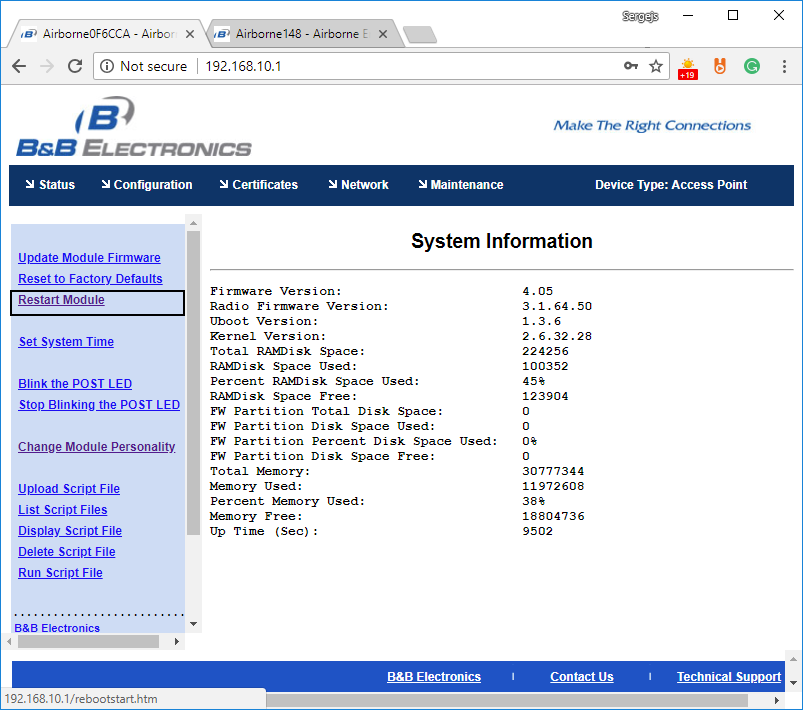 Sergejs
Airborne0F6CCA - Airbor
Airborne148 - Airborne E
Not secure
192.168.10.1
+19
B
B&B ELECTRONICS
Make The Right Connections
Status Configuration Certificates Network Maintenance Device Type: Access Point
Update Module Firmware
Reset to Factory Defaults
Restart Module
Set System Time
Blink the POST LED
Stop Blinking the POST LED
Change Module Personality
Upload Script File
List Script Files
Display Script File
Delete Script File
Run Script File
B&B Electronics
System Information
Firmware Version: 4.05
Radio Firmware Version: 3.1.64.50
Uboot Version: 1.3.6
Kernel Version: 2.6.32.28
Total RAMDisk Space: 224256
RAMDisk Space Used: 100352
Percent RAMDisk Space Used: 45%
RAMDisk Space Free: 123904
FW Partition Total Disk Space: 0
FW Partition Disk Space Used: 0
FW Partition Percent Disk Space Used: 0%
FW Partition Disk Space Free: 0
Total Memory: 30777344
Memory Used: 11972608
Percent Memory Used: 38%
Memory Free: 18804736
Up Time (Sec): 9502
B&B Electronics | Contact Us | Technical Support
192.168.10.1/rebootstart.htm